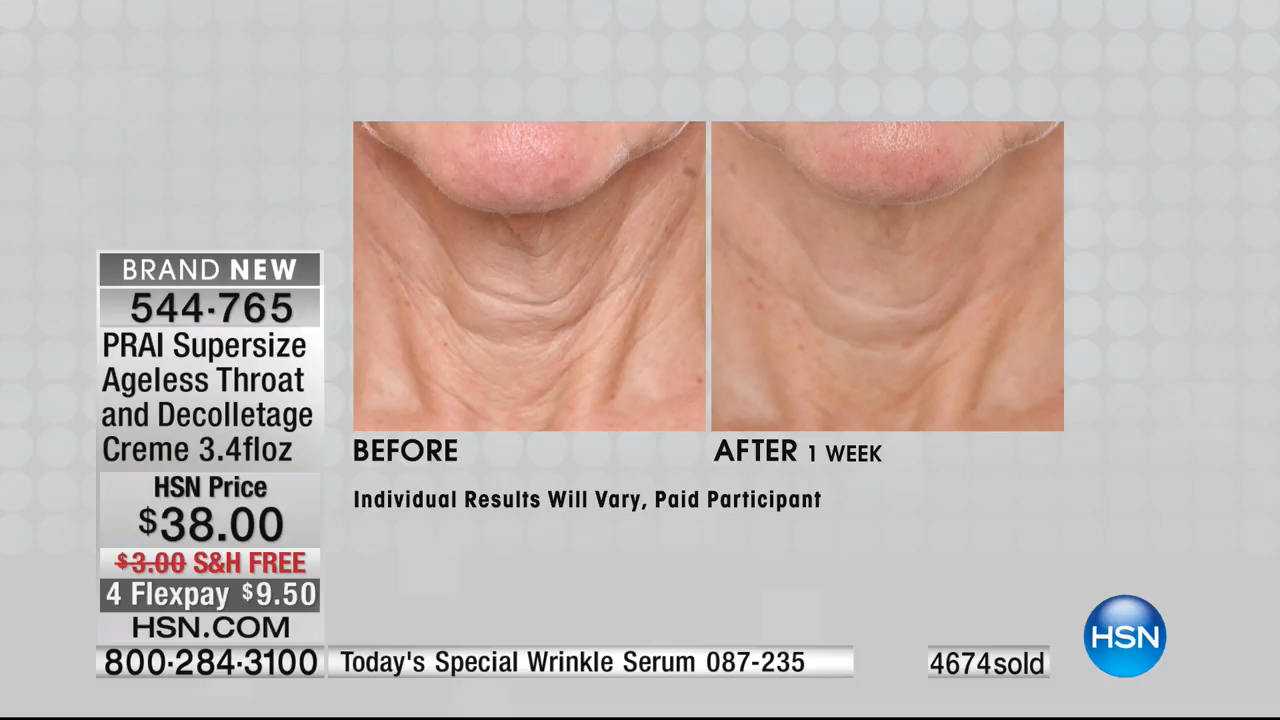 BRAND NEW
544·765
PRAI Supersize
Ageless Throat
and Decolletage
Creme 3.4floz
HSN Price
$38.00
$3.00 S&H FREE
4 Flexpay $9.50
HSN.COM
800·284·3100
BEFORE
AFTER 1 WEEK
Individual Results Will Vary, Paid Participant
Today's Special Wrinkle Serum 087-235
4674sold
HSN